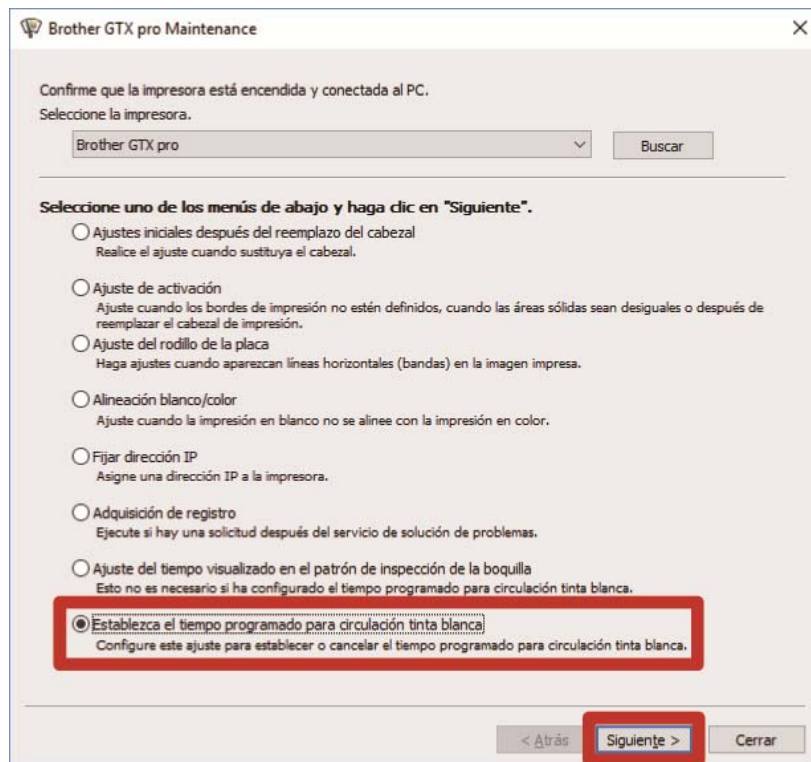 Brother GTX pro Maintenance
Confirme que la impresora está encendida y conectada al PC.
Seleccione la impresora.
Brother GTX pro
Buscar
Seleccione uno de los menús de abajo y haga clic en "Siguiente".
Ajustes iniciales después del reemplazo del cabezal
Realice el ajuste cuando sustituya el cabezal.
Ajuste de activación
Ajuste cuando los bordes de impresión no estén definidos, cuando las áreas sólidas sean desiguales o después de
reemplazar el cabezal de impresión.
Ajuste del rodillo de la placa
Haga ajustes cuando aparezcan líneas horizontales (bandas) en la imagen impresa.
Alineación blanco/color
Ajuste cuando la impresión en blanco no se alinee con la impresión en color.
Fijar dirección IP
Asigne una dirección IP a la impresora.
Adquisición de registro
Ejecute si hay una solicitud después del servicio de solución de problemas.
Ajuste del tiempo visualizado en el patrón de inspección de la boquilla
Esto no es necesario si ha configurado el tiempo programado para circulación tinta blanca.
Establezca el tiempo programado para circulación tinta blanca
Configure este ajuste para establecer o cancelar el tiempo programado para circulación tinta blanca.
< Atrás
Siguiente >
Cerrar